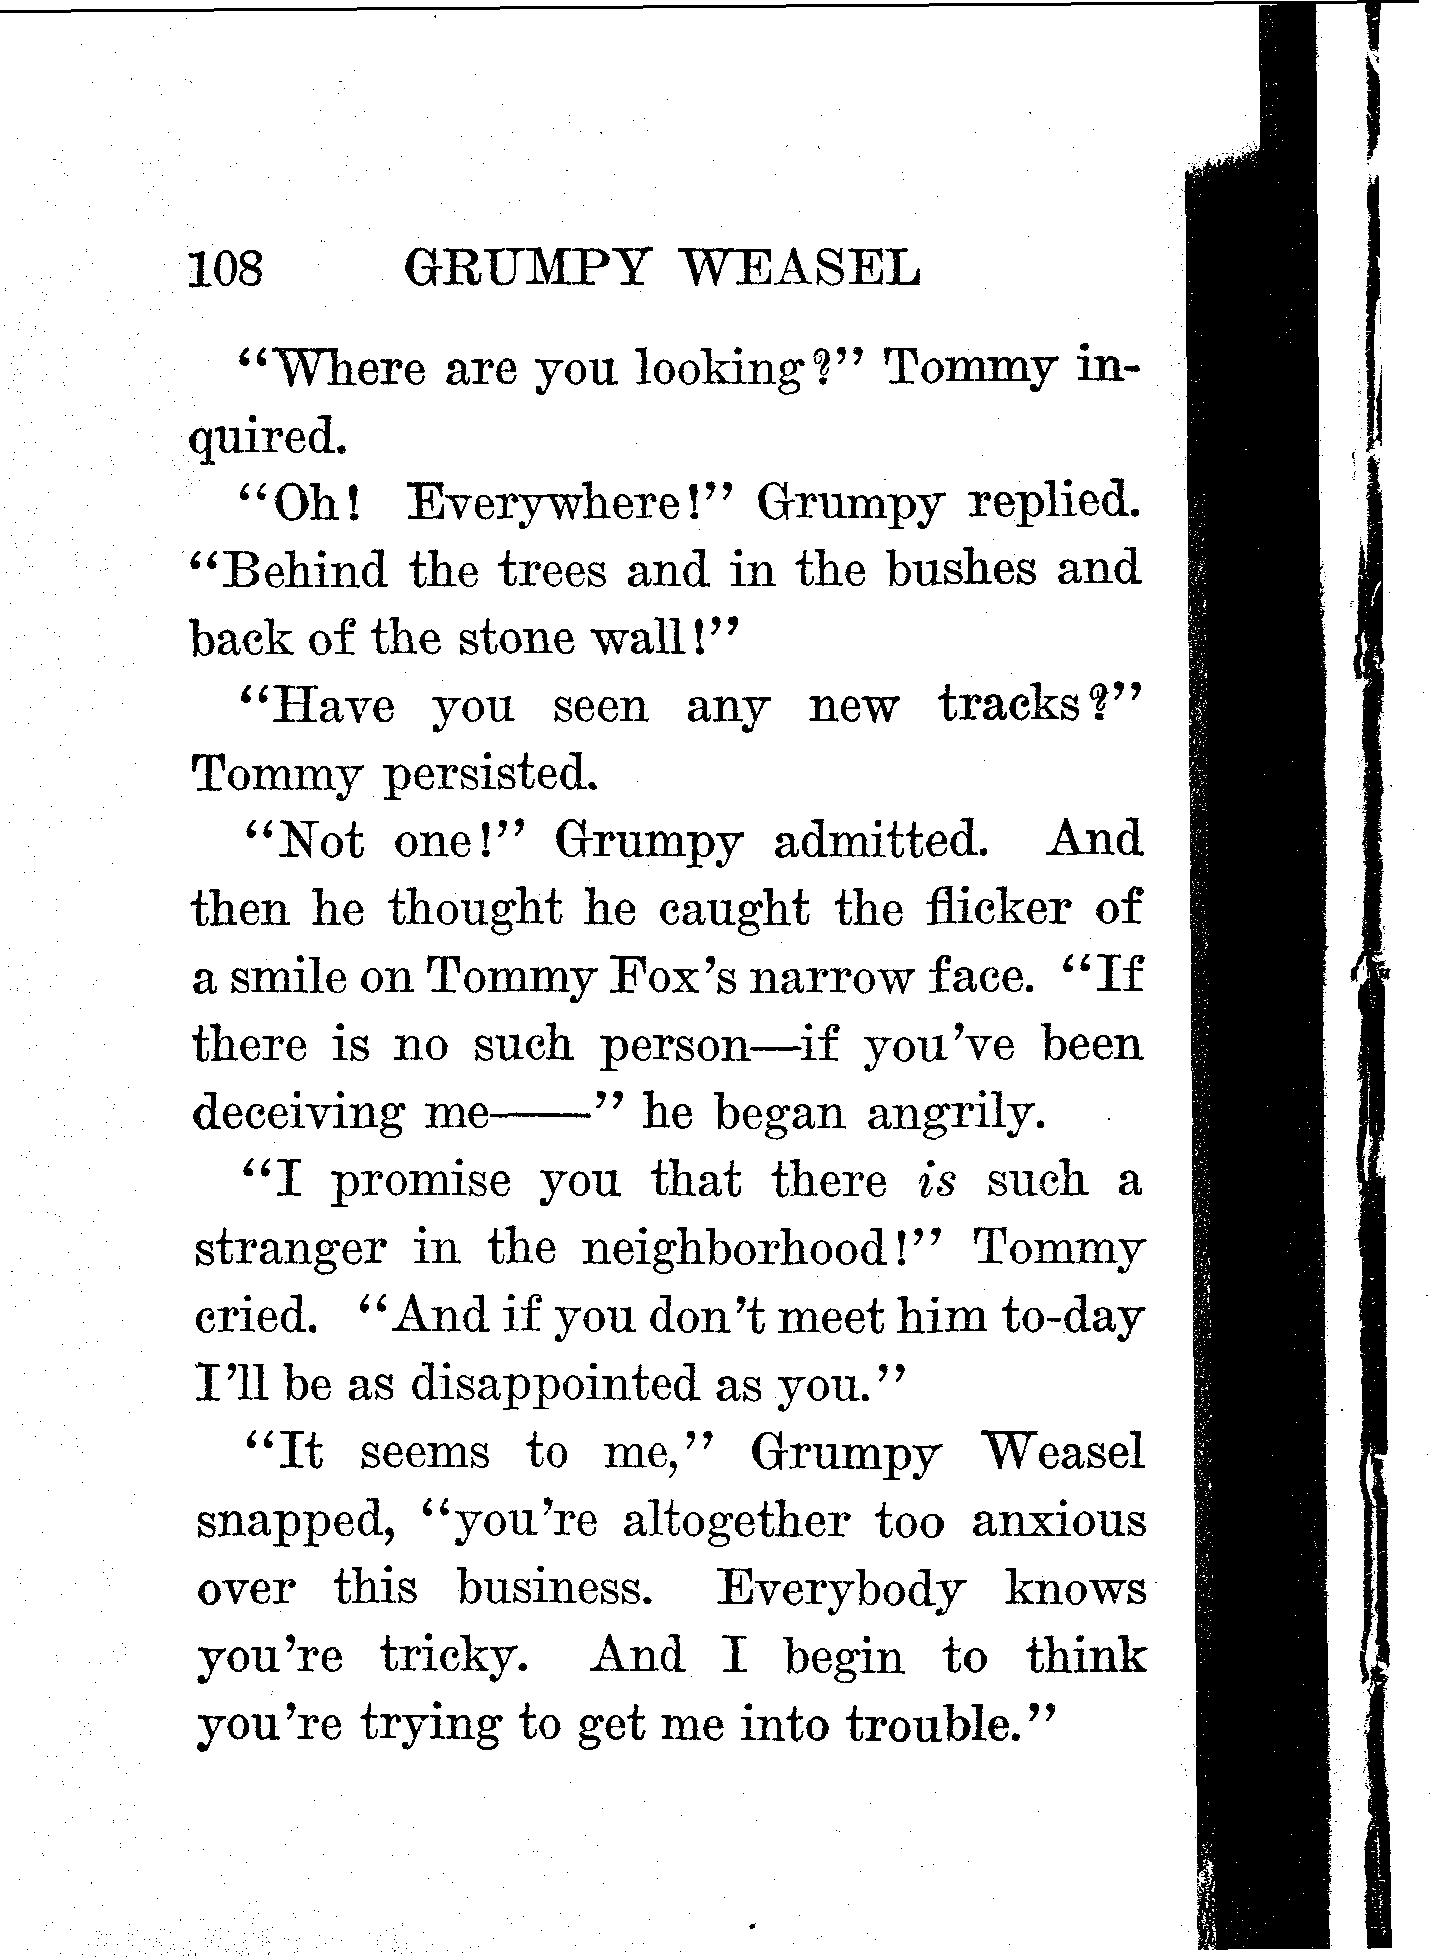 108 GRUMPY WEASEL
“Where are you looking?” Tommy in-
quired.
“Oh! Everywhere!” Grumpy replied.
“Behind the trees and in the bushes and
back of the stone wall!”
“Have you seen any new tracks?”
Tommy persisted.
“Not one!” Grumpy admitted. And
then he thought he caught the flicker of
a smile on Tommy Fox’s narrow face. “If
there is no such person—if you’ve been
deceiving me——” he began angrily.
“I promise you that there is such a
stranger in the neighborhood!” Tommy
cried. “And if you don’t meet him to-day
I’ll be as disappointed as you.”
“It seems to me,” Grumpy Weasel
snapped, “you’re altogether too anxious
over this business. Everybody knows
you’re tricky. And I begin to think
you’re trying to get me into trouble.”